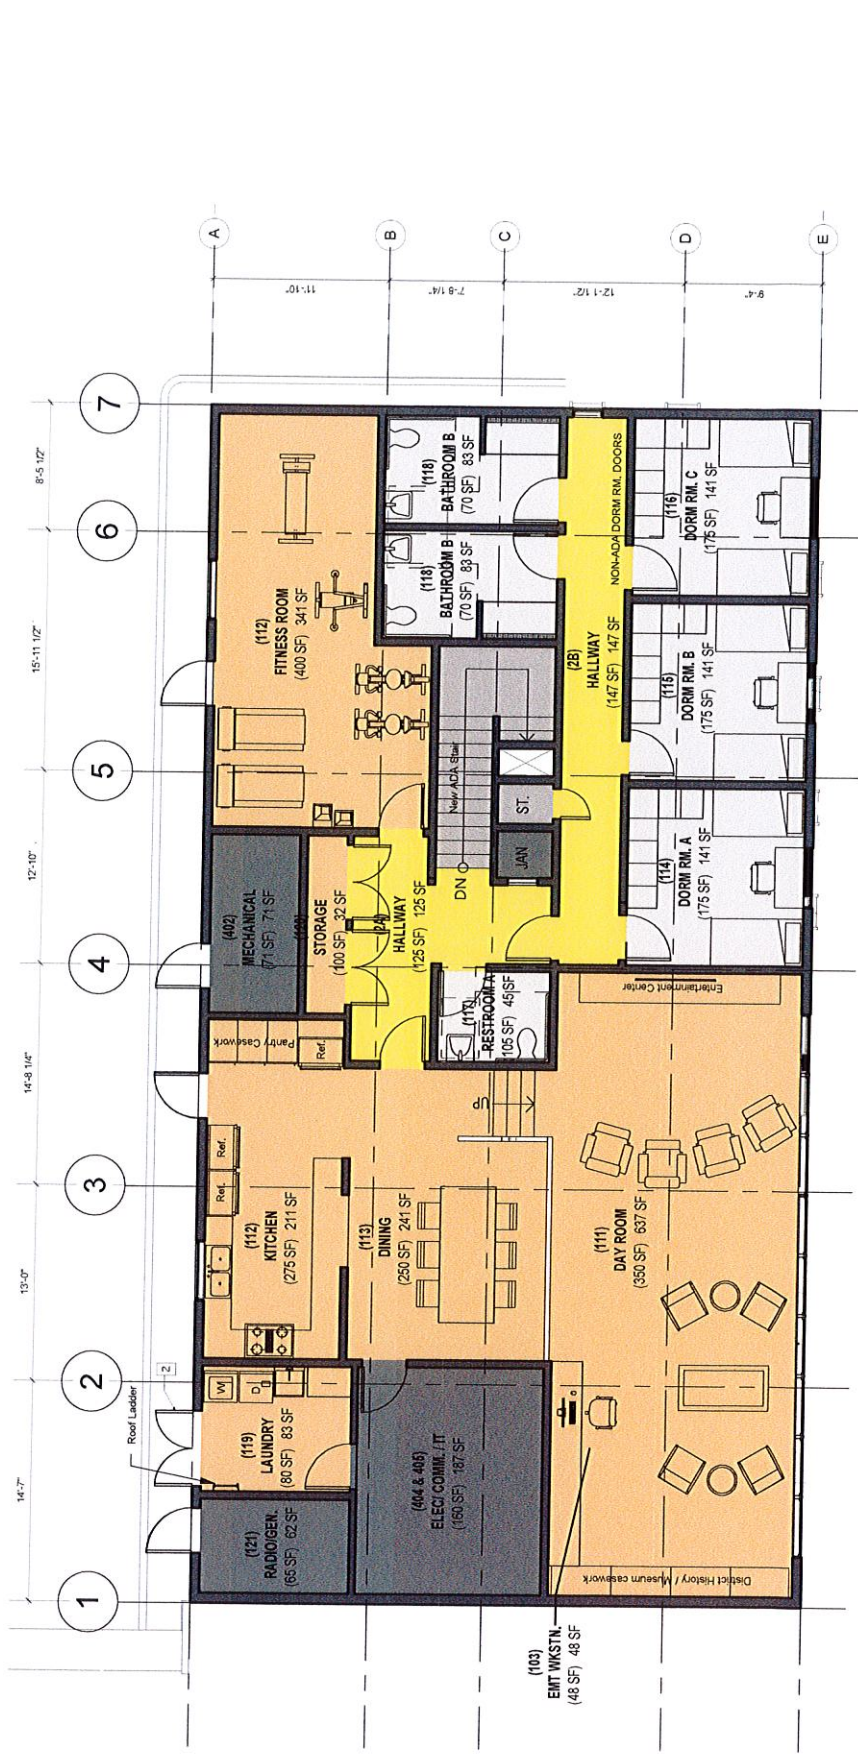 A
B
C
D
E
11'-10"
7'-8 1/4"
12'-1 1/2"
9'-4"
7
6
5
4
3
2
1
8'-5 1/2"
15'-11 1/2"
12'-10"
14'-8 1/4"
13'-0"
14'-7"
2
Roof Ladder
(112)
FITNESS ROOM
(400 SF) 341 SF
(118)
BATHROOM B
(70 SF) 83 SF
(118)
BATHROOM B
(70 SF) 83 SF
NON-ADA DORM RM. DOORS
(116)
DORM RM. C
(175 SF) 141 SF
(2B)
HALLWAY
(147 SF) 147 SF
(115)
DORM RM. B
(175 SF) 141 SF
(114)
DORM RM. A
(175 SF) 141 SF
New ADA Stair
DN
ST.
JAN
(402)
MECHANICAL
(71 SF) 71 SF
(120)
STORAGE
(100 SF) 32 SF
(2A)
HALLWAY
(125 SF) 125 SF
(117)
RESTROOM A
(105 SF) 45 SF
Pantry Casework
Ref.
Ref.
Ref.
UP
Entertainment Center
(112)
KITCHEN
(275 SF) 211 SF
(113)
DINING
(250 SF) 241 SF
(111)
DAY ROOM
(350 SF) 637 SF
W
D
(119)
LAUNDRY
(80 SF) 83 SF
(121)
RADIO/GEN.
(65 SF) 62 SF
(404 & 405)
ELEC/ COMM. / IT
(160 SF) 187 SF
District History / Museum casework
(103)
EMT WKSTN.
(48 SF) 48 SF